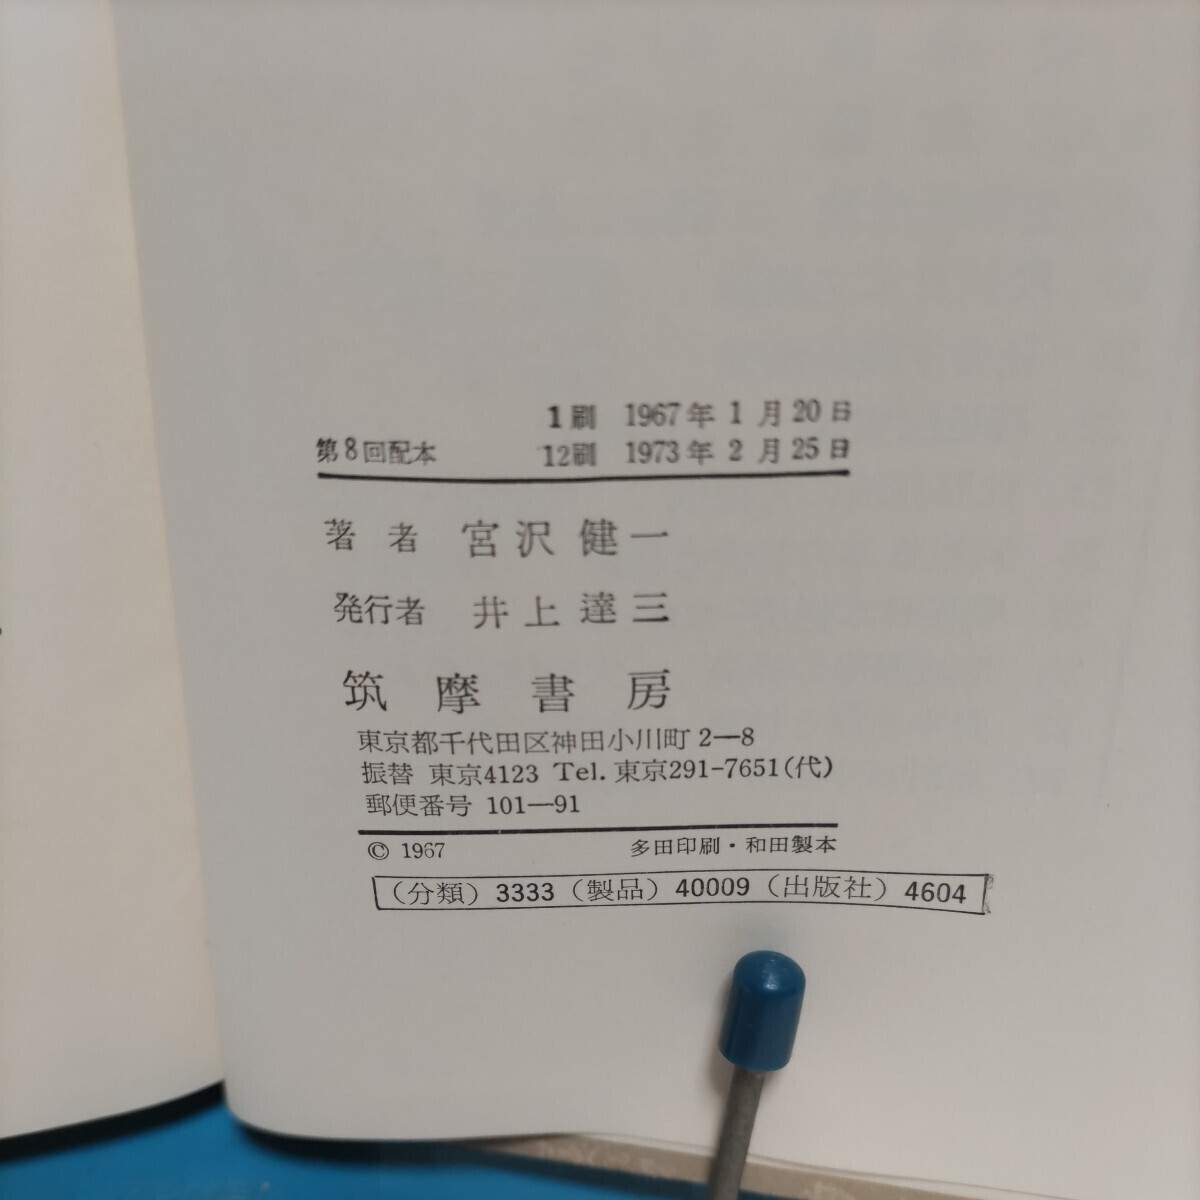 1刷 1967年1月20日
第8回配本 12刷 1973年2月25日
著者 宮沢健一
発行者 井上達三
筑摩書房
東京都千代田区神田小川町2—8
振替 東京4123 Tel. 東京291-7651(代)
郵便番号 101—91
© 1967 多田印刷・和田製本
(分類) 3333 (製品) 40009 (出版社) 4604